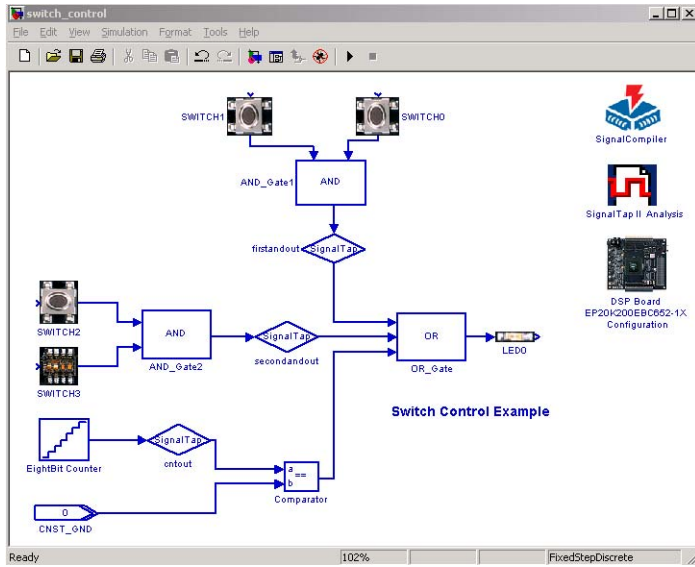 switch_control
File Edit View Simulation Format Tools Help
SWITCH1
SWITCH0
SignalCompiler
AND
AND_Gate1
SignalTap II Analysis
firstandout
SignalTap
DSP Board
EP20K200EBC652-1X
Configuration
SWITCH2
AND
SignalTap
OR
LED0
AND_Gate2
secondandout
OR_Gate
SWITCH3
Switch Control Example
SignalTap
EightBit Counter
cntout
a
==
b
Comparator
0
CNST_GND
Ready
102%
FixedStepDiscrete